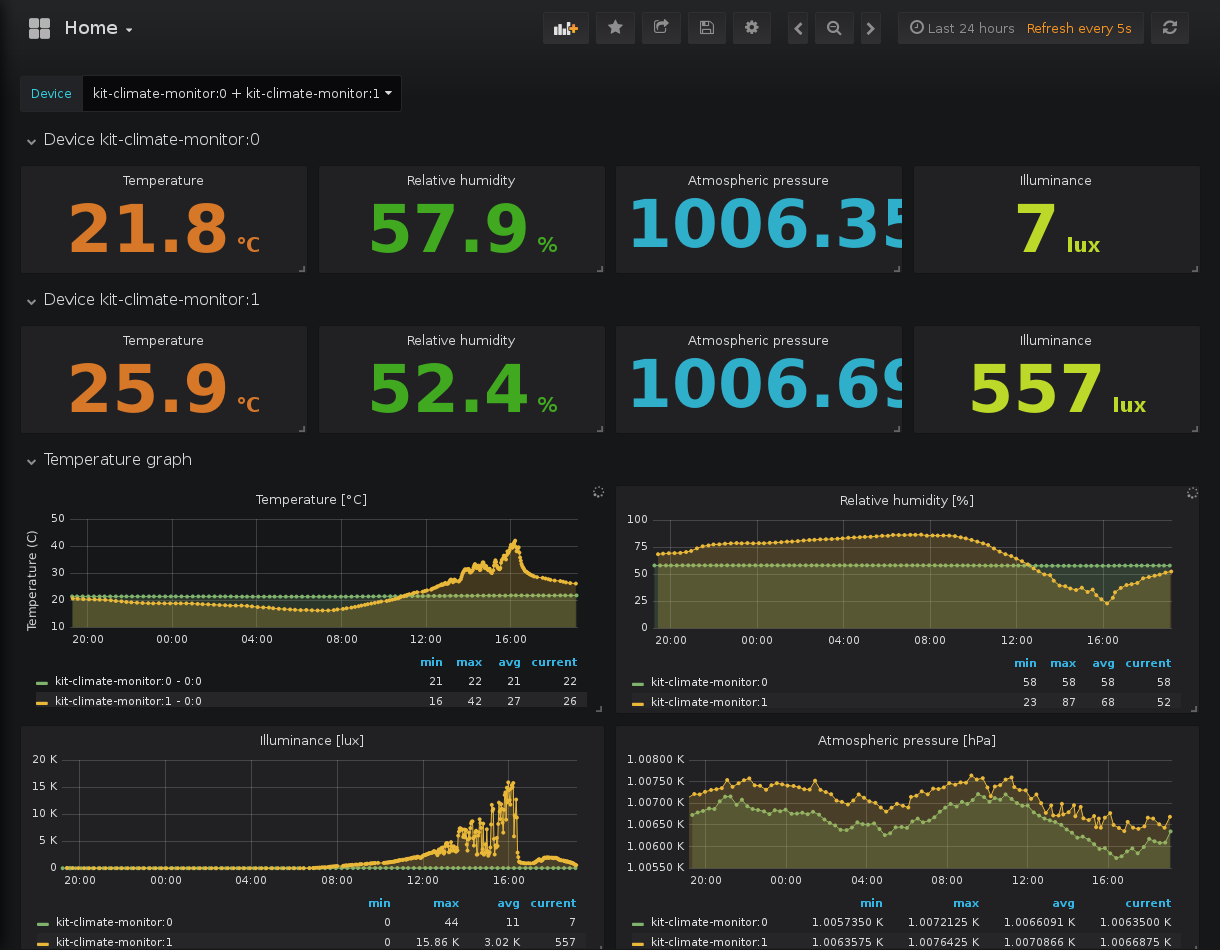 Home
Last 24 hours Refresh every 5s
Device kit-climate-monitor:0 + kit-climate-monitor:1
Device kit-climate-monitor:0
Temperature Relative humidity Atmospheric pressure Illuminance
21.8 °C 57.9 % 1006.35 7 lux
Device kit-climate-monitor:1
Temperature Relative humidity Atmospheric pressure Illuminance
25.9 °C 52.4 % 1006.69 557 lux
Temperature graph
Temperature [°C]
Temperature (C)
50
40
30
20
10
20:00 00:00 04:00 08:00 12:00 16:00
min max avg current
kit-climate-monitor:0 - 0:0 21 22 21 22
kit-climate-monitor:1 - 0:0 16 42 27 26
Relative humidity [%]
100
75
50
25
0
20:00 00:00 04:00 08:00 12:00 16:00
min max avg current
kit-climate-monitor:0 58 58 58 58
kit-climate-monitor:1 23 87 68 52
Illuminance [lux]
20 K
15 K
10 K
5 K
0
20:00 00:00 04:00 08:00 12:00 16:00
min max avg current
kit-climate-monitor:0 0 44 11 7
kit-climate-monitor:1 0 15.86 K 3.02 K 557
Atmospheric pressure [hPa]
1.00800 K
1.00750 K
1.00700 K
1.00650 K
1.00600 K
1.00550 K
20:00 00:00 04:00 08:00 12:00 16:00
min max avg current
kit-climate-monitor:0 1.0057350 K 1.0072125 K 1.0066091 K 1.0063500 K
kit-climate-monitor:1 1.0063575 K 1.0076425 K 1.0070866 K 1.0066875 K